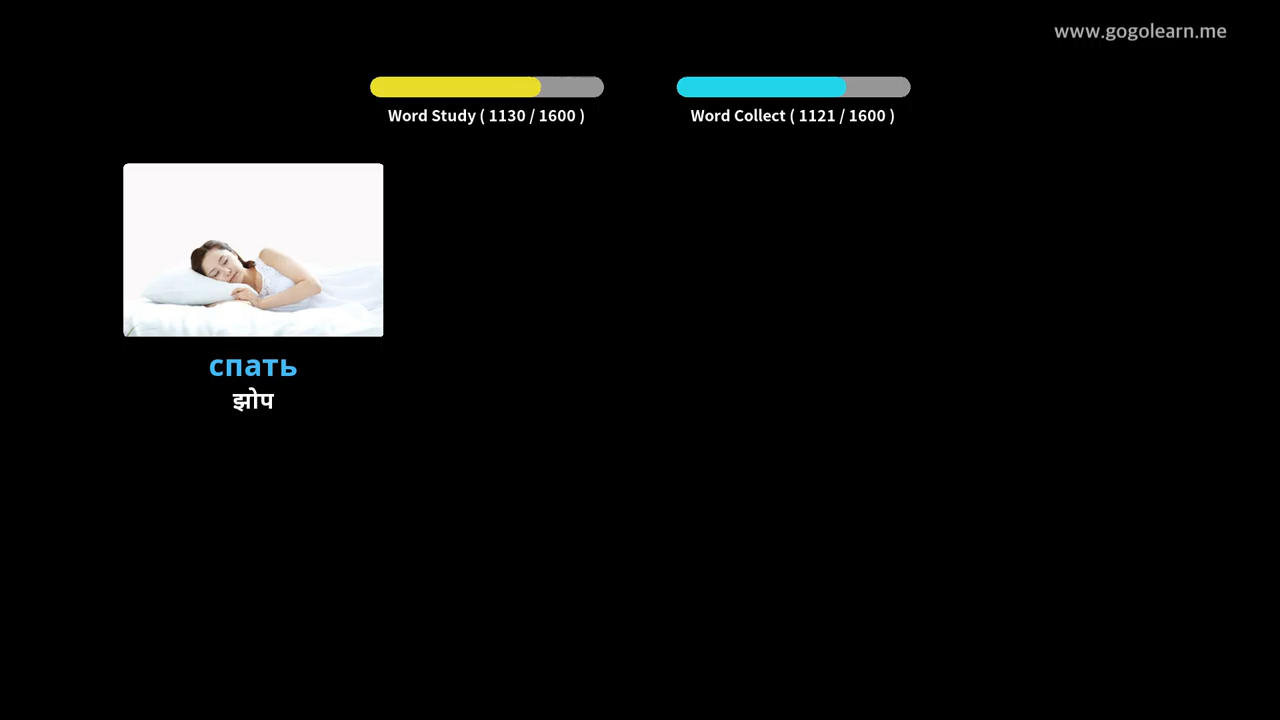 www.gogolearn.me
Word Study ( 1130 / 1600 )
Word Collect ( 1121 / 1600 )
спать
झोप